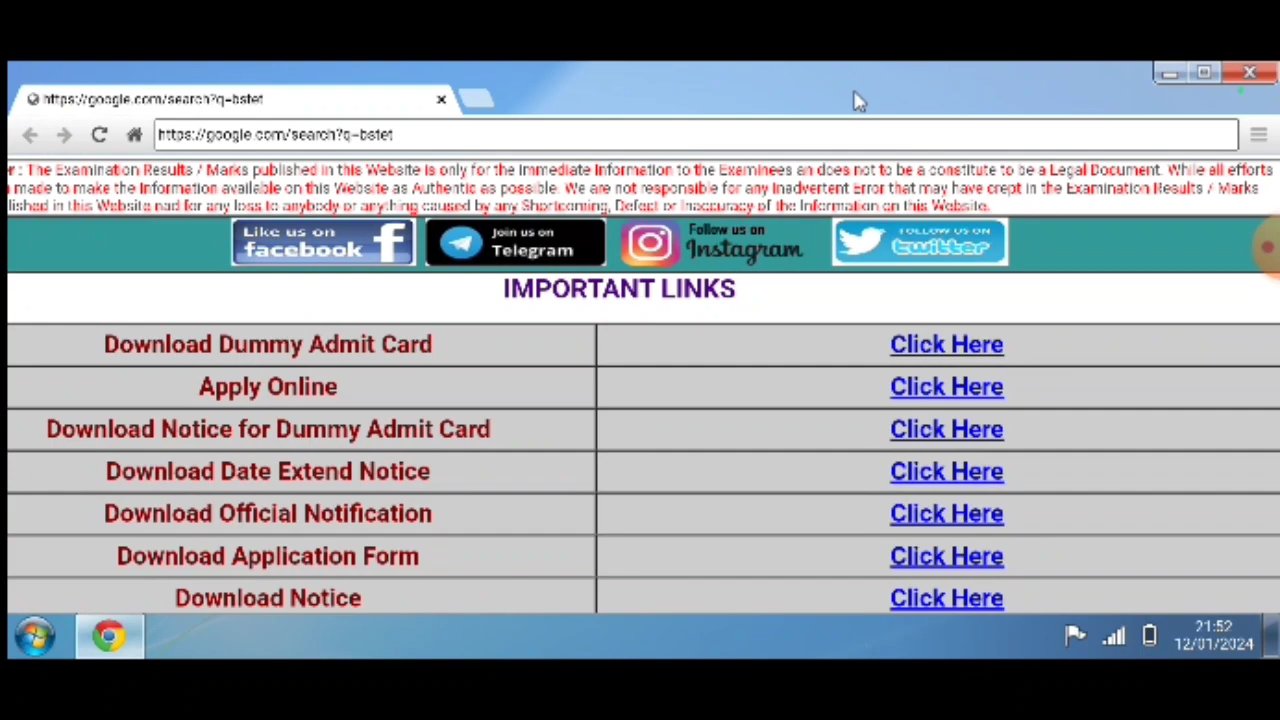 https://google.com/search?q=bstet
https://google.com/search?q=bstet
er : The Examination Results / Marks published in this Website is only for the Immediate Information to the Examinees an does not to be a constitute to be a Legal Document. While all efforts
made to make the Information available on this Website as Authentic as possible. We are not responsible for any Inadvertent Error that may have crept in the Examination Results / Marks
lished in this Website nad for any loss to anybody or anything caused by any Shortcoming, Defect or Inaccuracy of the Information on this Website.
Like us on
facebook
Join us on
Telegram
Follow us on
Instagram
FOLLOW US ON
twitter
IMPORTANT LINKS
Download Dummy Admit Card Click Here
Apply Online Click Here
Download Notice for Dummy Admit Card Click Here
Download Date Extend Notice Click Here
Download Official Notification Click Here
Download Application Form Click Here
Download Notice Click Here
21:52
12/01/2024